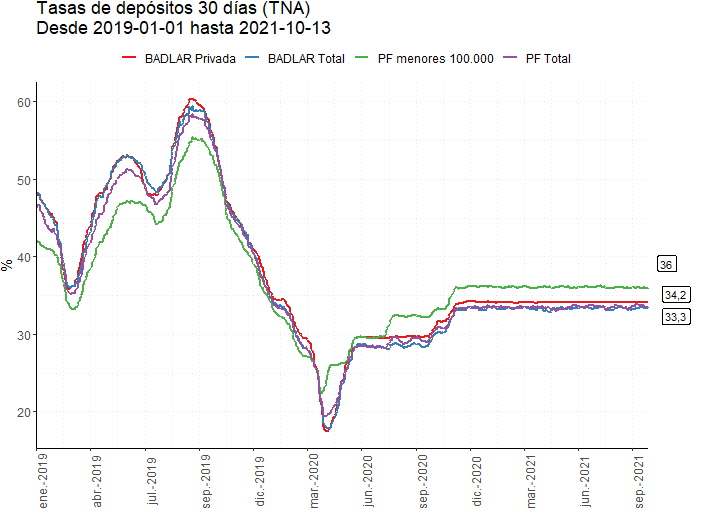 Tasas de depósitos 30 días (TNA)
Desde 2019-01-01 hasta 2021-10-13
BADLAR Privada BADLAR Total PF menores 100.000 PF Total
%
60
50
40
30
20
36
34,2
33,3
ene.-2019
abr.-2019
jul.-2019
sep.-2019
dic.-2019
mar.-2020
jun.-2020
sep.-2020
dic.-2020
mar.-2021
jun.-2021
sep.-2021